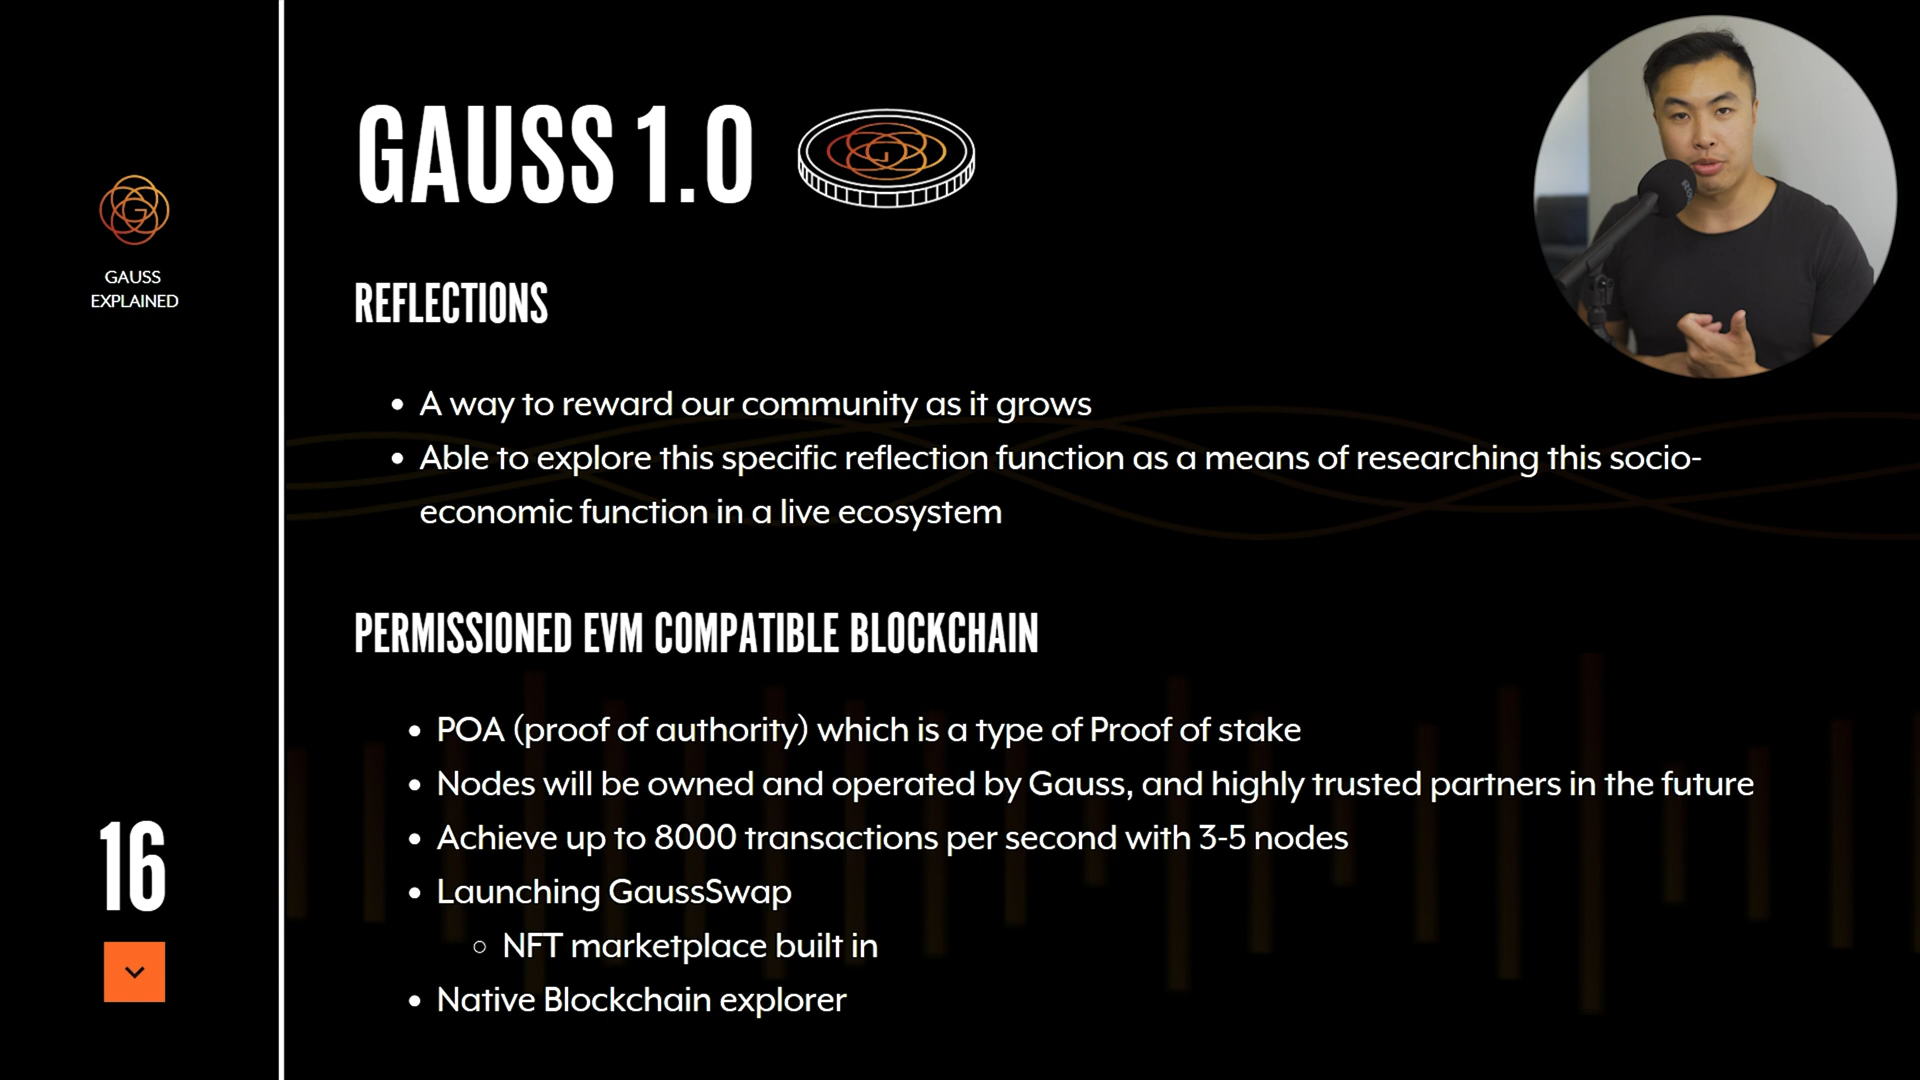 GAUSS 1.0
GAUSS
EXPLAINED
REFLECTIONS
• A way to reward our community as it grows
• Able to explore this specific reflection function as a means of researching this socio-
economic function in a live ecosystem
PERMISSIONED EVM COMPATIBLE BLOCKCHAIN
• POA (proof of authority) which is a type of Proof of stake
• Nodes will be owned and operated by Gauss, and highly trusted partners in the future
• Achieve up to 8000 transactions per second with 3-5 nodes
• Launching GaussSwap
○ NFT marketplace built in
• Native Blockchain explorer
16